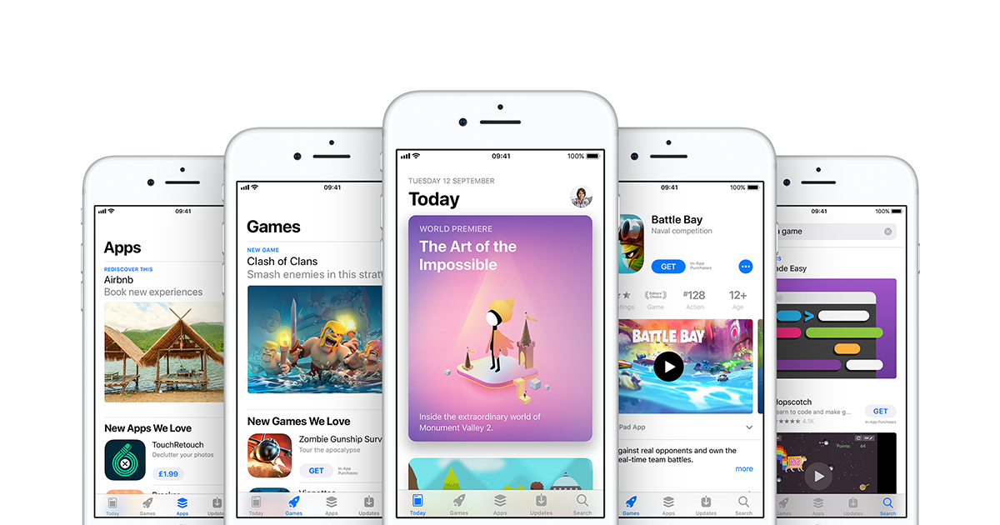 09:41
Apps
REDISCOVER THIS
Airbnb
Book new experiences
New Apps We Love
TouchRetouch
Declutter your photos
£1.99
Today
Games
Apps
Updates
09:41
Games
NEW GAME
Clash of Clans
Smash enemies in this
New Games We Love
Zombie Gunship
Tour the apocalypse
GET
In-App
Purchases
Today
Games
Apps
Updates
09:41
100%
TUESDAY 12 SEPTEMBER
Today
WORLD PREMIERE
The Art of the
Impossible
Inside the extraordinary world of
Monument Valley 2.
Today
Games
Apps
Updates
Search
09:41
100%
Battle Bay
Naval competition
GET
In-App
Purchases
Editors'
Choice
#128
12+
Game
Action
Age
BATTLE BAY
Pad App
against real opponents and own the
real-time team battles.
more
Games
Apps
Updates
Search
09:41
100%
a game
Easy
Hopscotch
earn to code and make g...
4.1K
GET
In-App Purchases
Points: 64
Games
Apps
Updates
Search